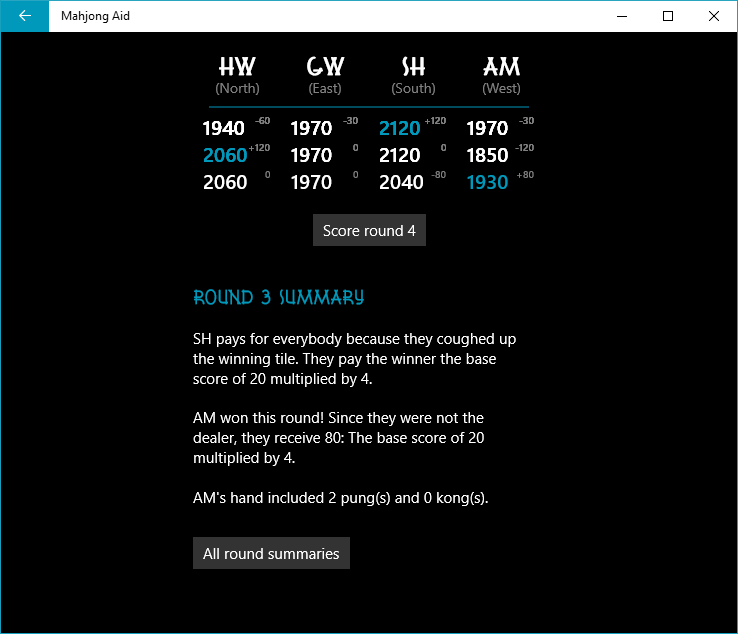 Mahjong Aid
HW GW SH AM
(North) (East) (South) (West)
1940 -60 1970 -30 2120 +120 1970 -30
2060 +120 1970 0 2120 0 1850 -120
2060 0 1970 0 2040 -80 1930 +80
Score round 4
ROUND 3 SUMMARY
SH pays for everybody because they coughed up
the winning tile. They pay the winner the base
score of 20 multiplied by 4.
AM won this round! Since they were not the
dealer, they receive 80: The base score of 20
multiplied by 4.
AM's hand included 2 pung(s) and 0 kong(s).
All round summaries